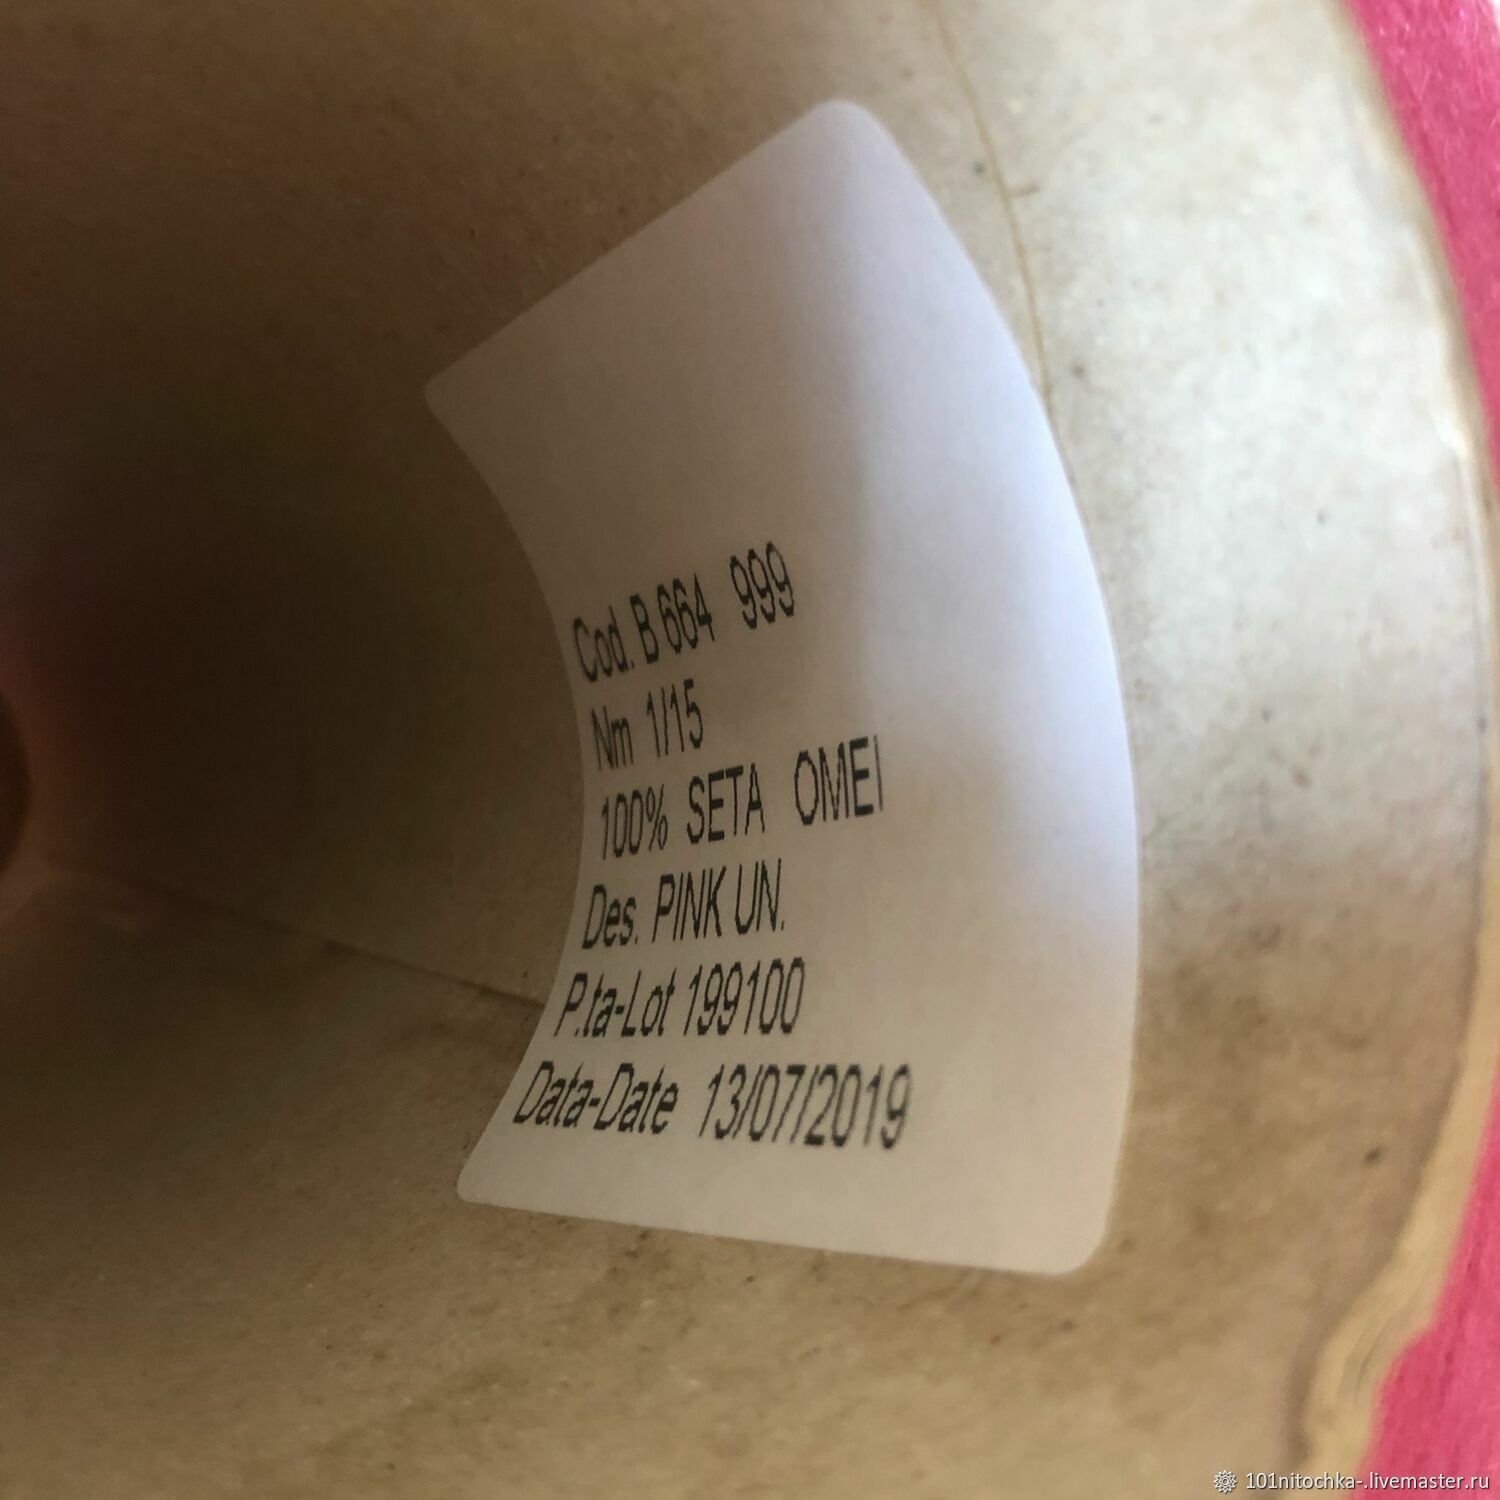 Cod. B 664 999
Nm 1/15
100% SETA OMEI
Des. PINK UN.
P.ta-Lot 199100
Data-Date 13/07/2019
101nitochka-.livemaster.ru